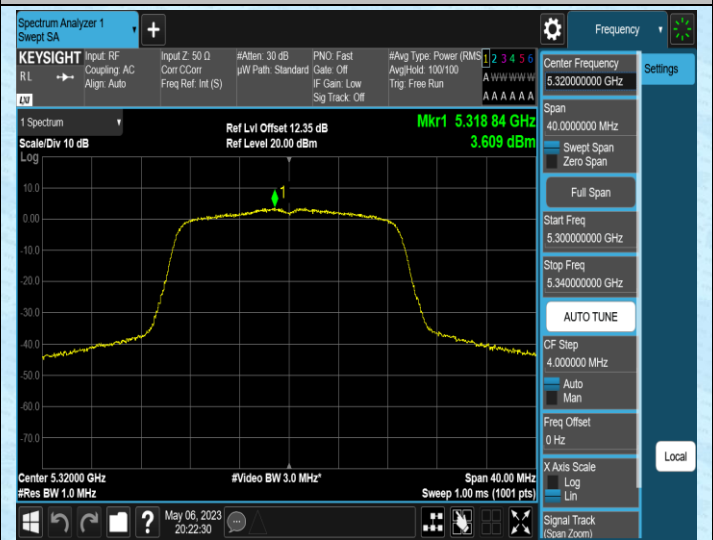 Spectrum Analyzer 1
Swept SA
+
Frequency
KEYSIGHT
RL
LXI
Input: RF
Coupling: AC
Align: Auto
Input Z: 50 Ω
Corr CCorr
Freq Ref: Int (S)
#Atten: 30 dB
µW Path: Standard
PNO: Fast
Gate: Off
IF Gain: Low
Sig Track: Off
#Avg Type: Power (RMS
Avg|Hold: 100/100
Trig: Free Run
1 2 3 4 5 6
A W W W W W
A A A A A A
1 Spectrum
Scale/Div 10 dB
Log
Ref Lvl Offset 12.35 dB
Ref Level 20.00 dBm
Mkr1 5.318 84 GHz
3.609 dBm
1
10.0
0.00
-10.0
-20.0
-30.0
-40.0
-50.0
-60.0
-70.0
Center 5.32000 GHz
#Res BW 1.0 MHz
#Video BW 3.0 MHz*
Span 40.00 MHz
Sweep 1.00 ms (1001 pts)
Center Frequency
5.320000000 GHz
Settings
Span
40.0000000 MHz
Swept Span
Zero Span
Full Span
Start Freq
5.300000000 GHz
Stop Freq
5.340000000 GHz
AUTO TUNE
CF Step
4.000000 MHz
Auto
Man
Freq Offset
0 Hz
X Axis Scale
Log
Lin
Local
Signal Track
(Span Zoom)
?
May 06, 2023
20:22:30